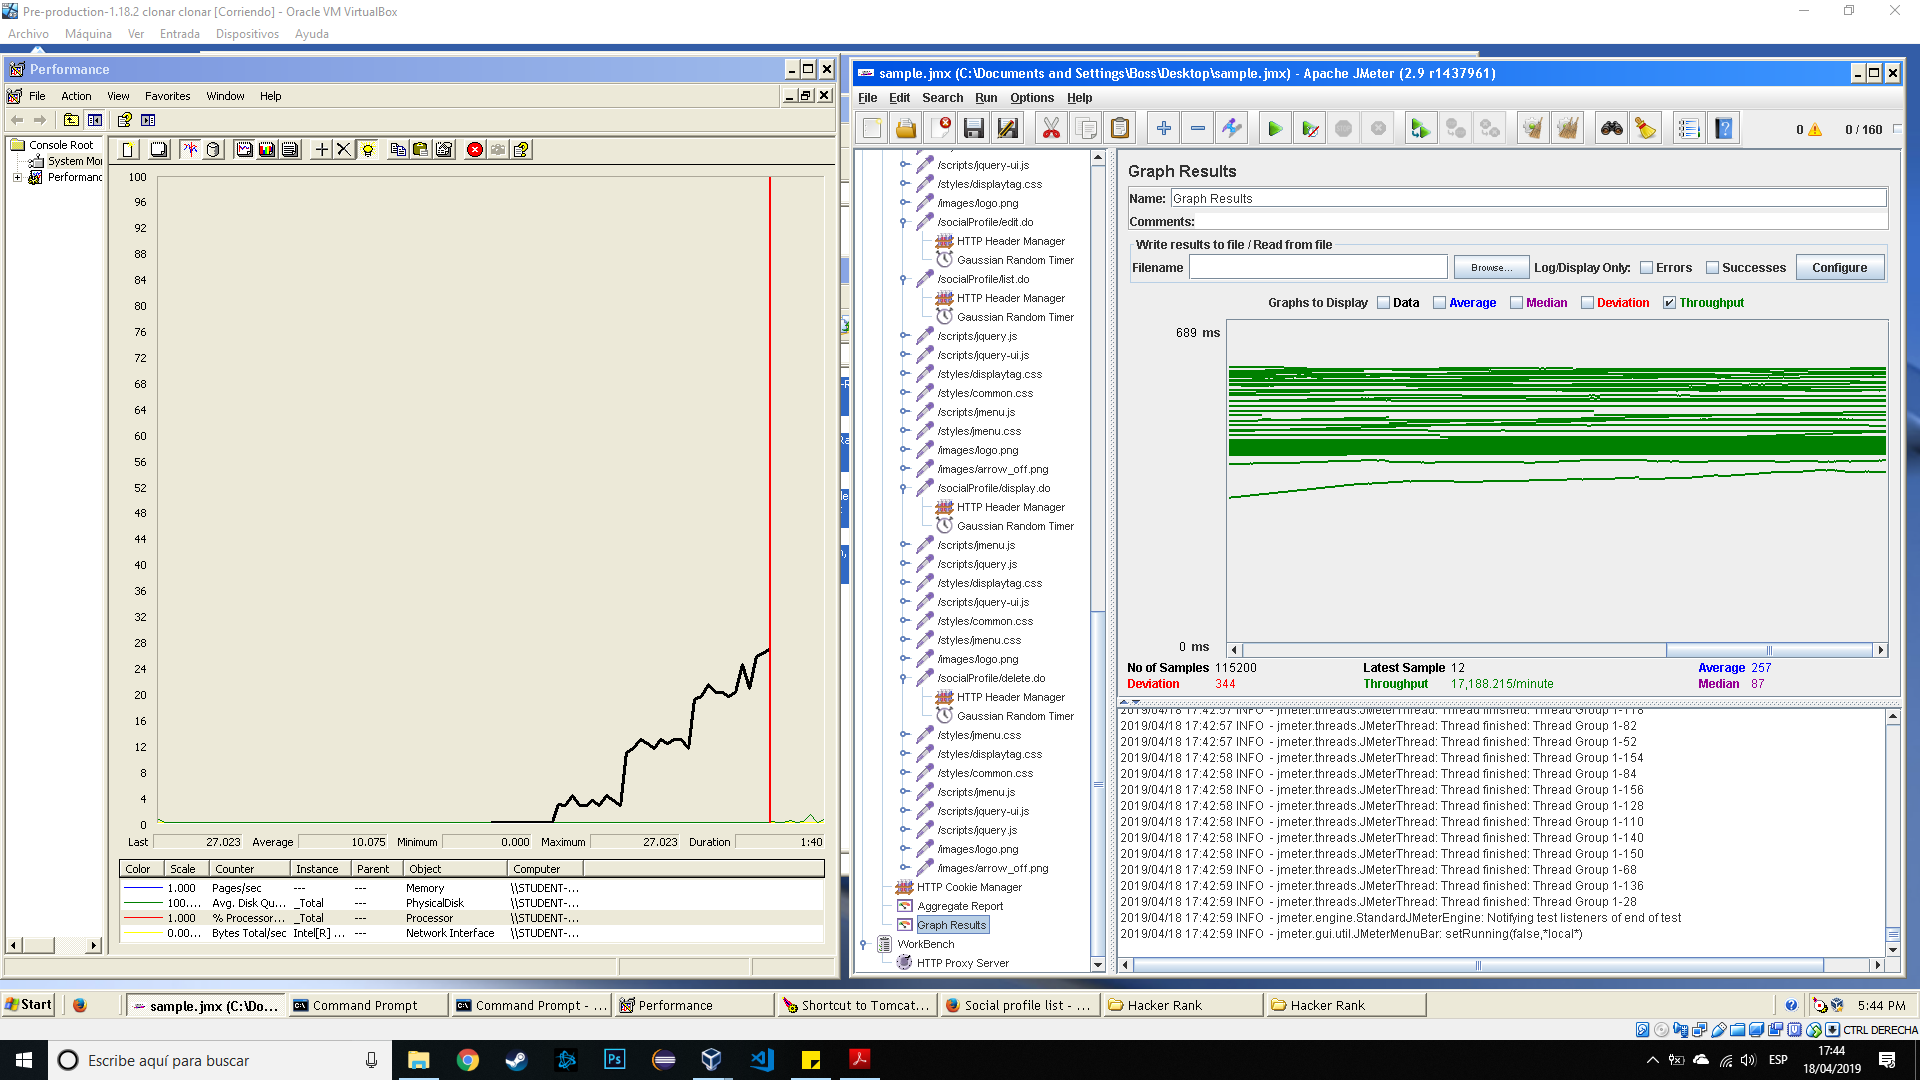 Pre-production-1.18.2 clonar clonar [Corriendo] - Oracle VM VirtualBox
Archivo Máquina Ver Entrada Dispositivos Ayuda
Performance
File Action View Favorites Window Help
Console Root
System Mo
Performanc
100
96
92
88
84
80
76
72
68
64
60
56
52
48
44
40
36
32
28
24
20
16
12
8
4
0
Last 27.023 Average 10.075 Minimum 0.000 Maximum 27.023 Duration 1:40
Color Scale Counter Instance Parent Object Computer
1.000 Pages/sec --- --- Memory \\STUDENT-...
100.... Avg. Disk Qu... _Total --- PhysicalDisk \\STUDENT-...
1.000 % Processor... _Total --- Processor \\STUDENT-...
0.00... Bytes Total/sec Intel[R] ... --- Network Interface \\STUDENT-...
sample.jmx (C:\Documents and Settings\Boss\Desktop\sample.jmx) - Apache JMeter (2.9 r1437961)
File Edit Search Run Options Help
0 0 / 160
/scripts/jquery-ui.js
/styles/displaytag.css
/images/logo.png
/socialProfile/edit.do
HTTP Header Manager
Gaussian Random Timer
/socialProfile/list.do
HTTP Header Manager
Gaussian Random Timer
/scripts/jquery.js
/scripts/jquery-ui.js
/styles/displaytag.css
/styles/common.css
/scripts/jmenu.js
/styles/jmenu.css
/images/logo.png
/images/arrow_off.png
/socialProfile/display.do
HTTP Header Manager
Gaussian Random Timer
/scripts/jmenu.js
/scripts/jquery.js
/styles/displaytag.css
/scripts/jquery-ui.js
/styles/common.css
/styles/jmenu.css
/images/logo.png
/socialProfile/delete.do
HTTP Header Manager
Gaussian Random Timer
/styles/jmenu.css
/styles/displaytag.css
/styles/common.css
/scripts/jmenu.js
/scripts/jquery-ui.js
/scripts/jquery.js
/images/logo.png
/images/arrow_off.png
HTTP Cookie Manager
Aggregate Report
Graph Results
WorkBench
HTTP Proxy Server
Graph Results
Name: Graph Results
Comments:
Write results to file / Read from file
Filename Browse... Log/Display Only: Errors Successes Configure
Graphs to Display Data Average Median Deviation Throughput
689 ms
0 ms
No of Samples 115200 Latest Sample 12 Average 257
Deviation 344 Throughput 17,188.215/minute Median 87
2019/04/18 17:42:57 INFO - jmeter.threads.JMeterThread: Thread finished: Thread Group 1-118
2019/04/18 17:42:57 INFO - jmeter.threads.JMeterThread: Thread finished: Thread Group 1-82
2019/04/18 17:42:57 INFO - jmeter.threads.JMeterThread: Thread finished: Thread Group 1-52
2019/04/18 17:42:58 INFO - jmeter.threads.JMeterThread: Thread finished: Thread Group 1-154
2019/04/18 17:42:58 INFO - jmeter.threads.JMeterThread: Thread finished: Thread Group 1-84
2019/04/18 17:42:58 INFO - jmeter.threads.JMeterThread: Thread finished: Thread Group 1-156
2019/04/18 17:42:58 INFO - jmeter.threads.JMeterThread: Thread finished: Thread Group 1-128
2019/04/18 17:42:58 INFO - jmeter.threads.JMeterThread: Thread finished: Thread Group 1-110
2019/04/18 17:42:58 INFO - jmeter.threads.JMeterThread: Thread finished: Thread Group 1-140
2019/04/18 17:42:58 INFO - jmeter.threads.JMeterThread: Thread finished: Thread Group 1-150
2019/04/18 17:42:59 INFO - jmeter.threads.JMeterThread: Thread finished: Thread Group 1-68
2019/04/18 17:42:59 INFO - jmeter.threads.JMeterThread: Thread finished: Thread Group 1-136
2019/04/18 17:42:59 INFO - jmeter.threads.JMeterThread: Thread finished: Thread Group 1-28
2019/04/18 17:42:59 INFO - jmeter.engine.StandardJMeterEngine: Notifying test listeners of end of test
2019/04/18 17:42:59 INFO - jmeter.gui.util.JMeterMenuBar: setRunning(false,*local*)
Start sample.jmx (C:\Do... Command Prompt Command Prompt - ... Performance Shortcut to Tomcat... Social profile list - ... Hacker Rank Hacker Rank 5:44 PM
CTRL DERECHA
Escribe aquí para buscar ESP 17:44
18/04/2019